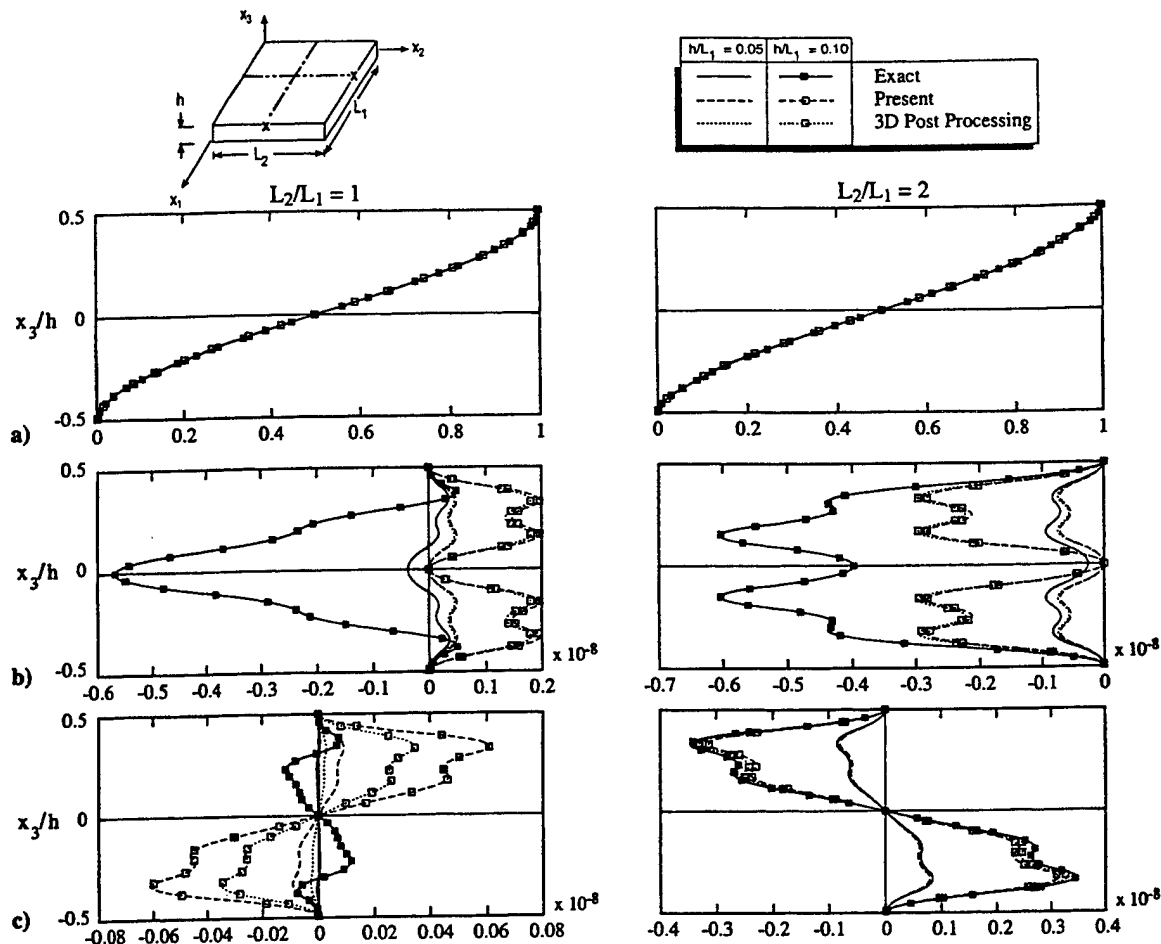 x3
x2
h
L1
L2
x1
h/L1 = 0.05 h/L1 = 0.10
Exact
Present
3D Post Processing
L2/L1 = 1
L2/L1 = 2
0.5
0
-0.5
x3/h
a)
0 0.2 0.4 0.6 0.8 1
0.5
0
-0.5
0 0.2 0.4 0.6 0.8 1
0.5
0
-0.5
x3/h
b)
x 10-8
-0.6 -0.5 -0.4 -0.3 -0.2 -0.1 0 0.1 0.2
0.5
0
-0.5
x 10-8
-0.7 -0.6 -0.5 -0.4 -0.3 -0.2 -0.1 0
0.5
0
-0.5
x3/h
c)
x 10-8
-0.08 -0.06 -0.04 -0.02 0 0.02 0.04 0.06 0.08
0.5
0
-0.5
x 10-8
-0.4 -0.3 -0.2 -0.1 0 0.1 0.2 0.3 0.4